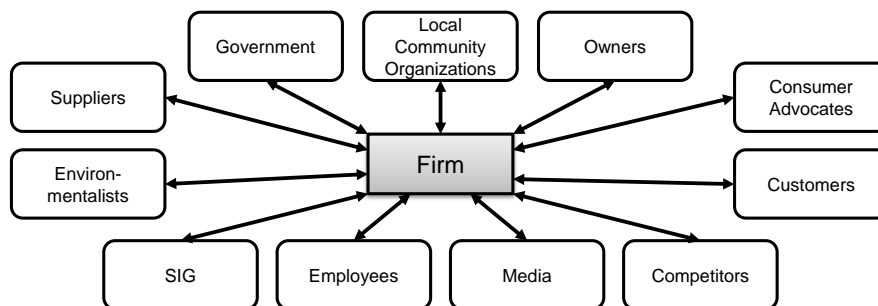 Government
Local
Community
Organizations
Owners
Suppliers
Consumer
Advocates
Firm
Environ-
mentalists
Customers
SIG
Employees
Media
Competitors